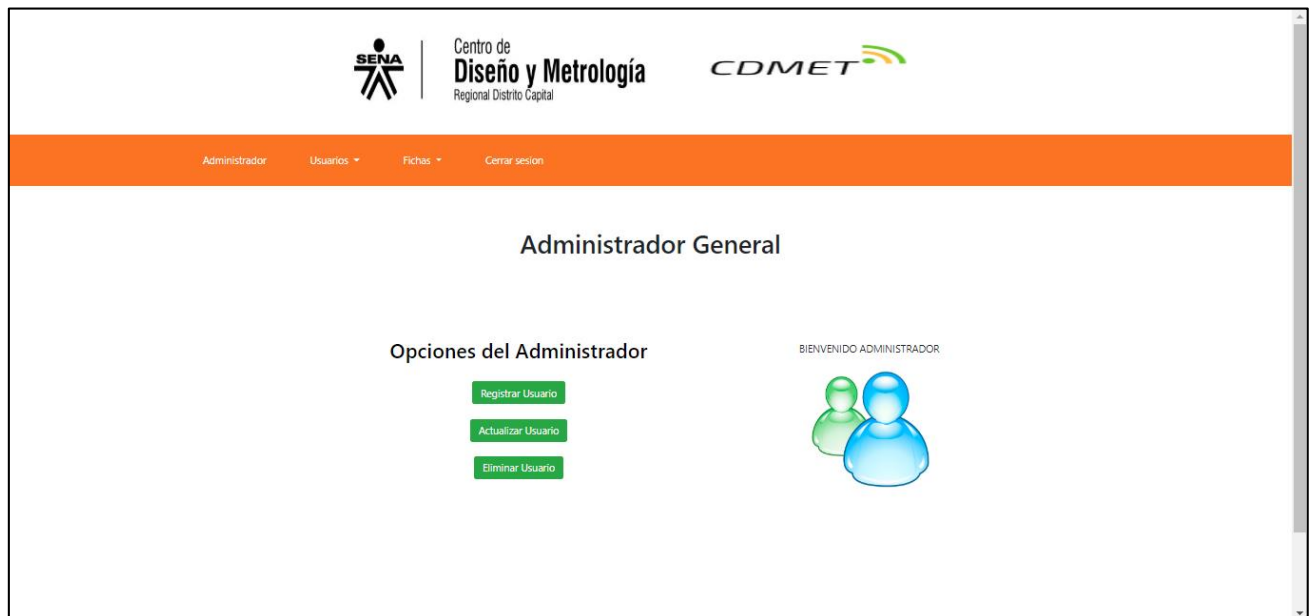 SENA
Centro de
Diseño y Metrología
Regional Distrito Capital
CDMET
Administrador
Usuarios
Fichas
Cerrar sesion
Administrador General
Opciones del Administrador
Registrar Usuario
Actualizar Usuario
Eliminar Usuario
BIENVENIDO ADMINISTRADOR